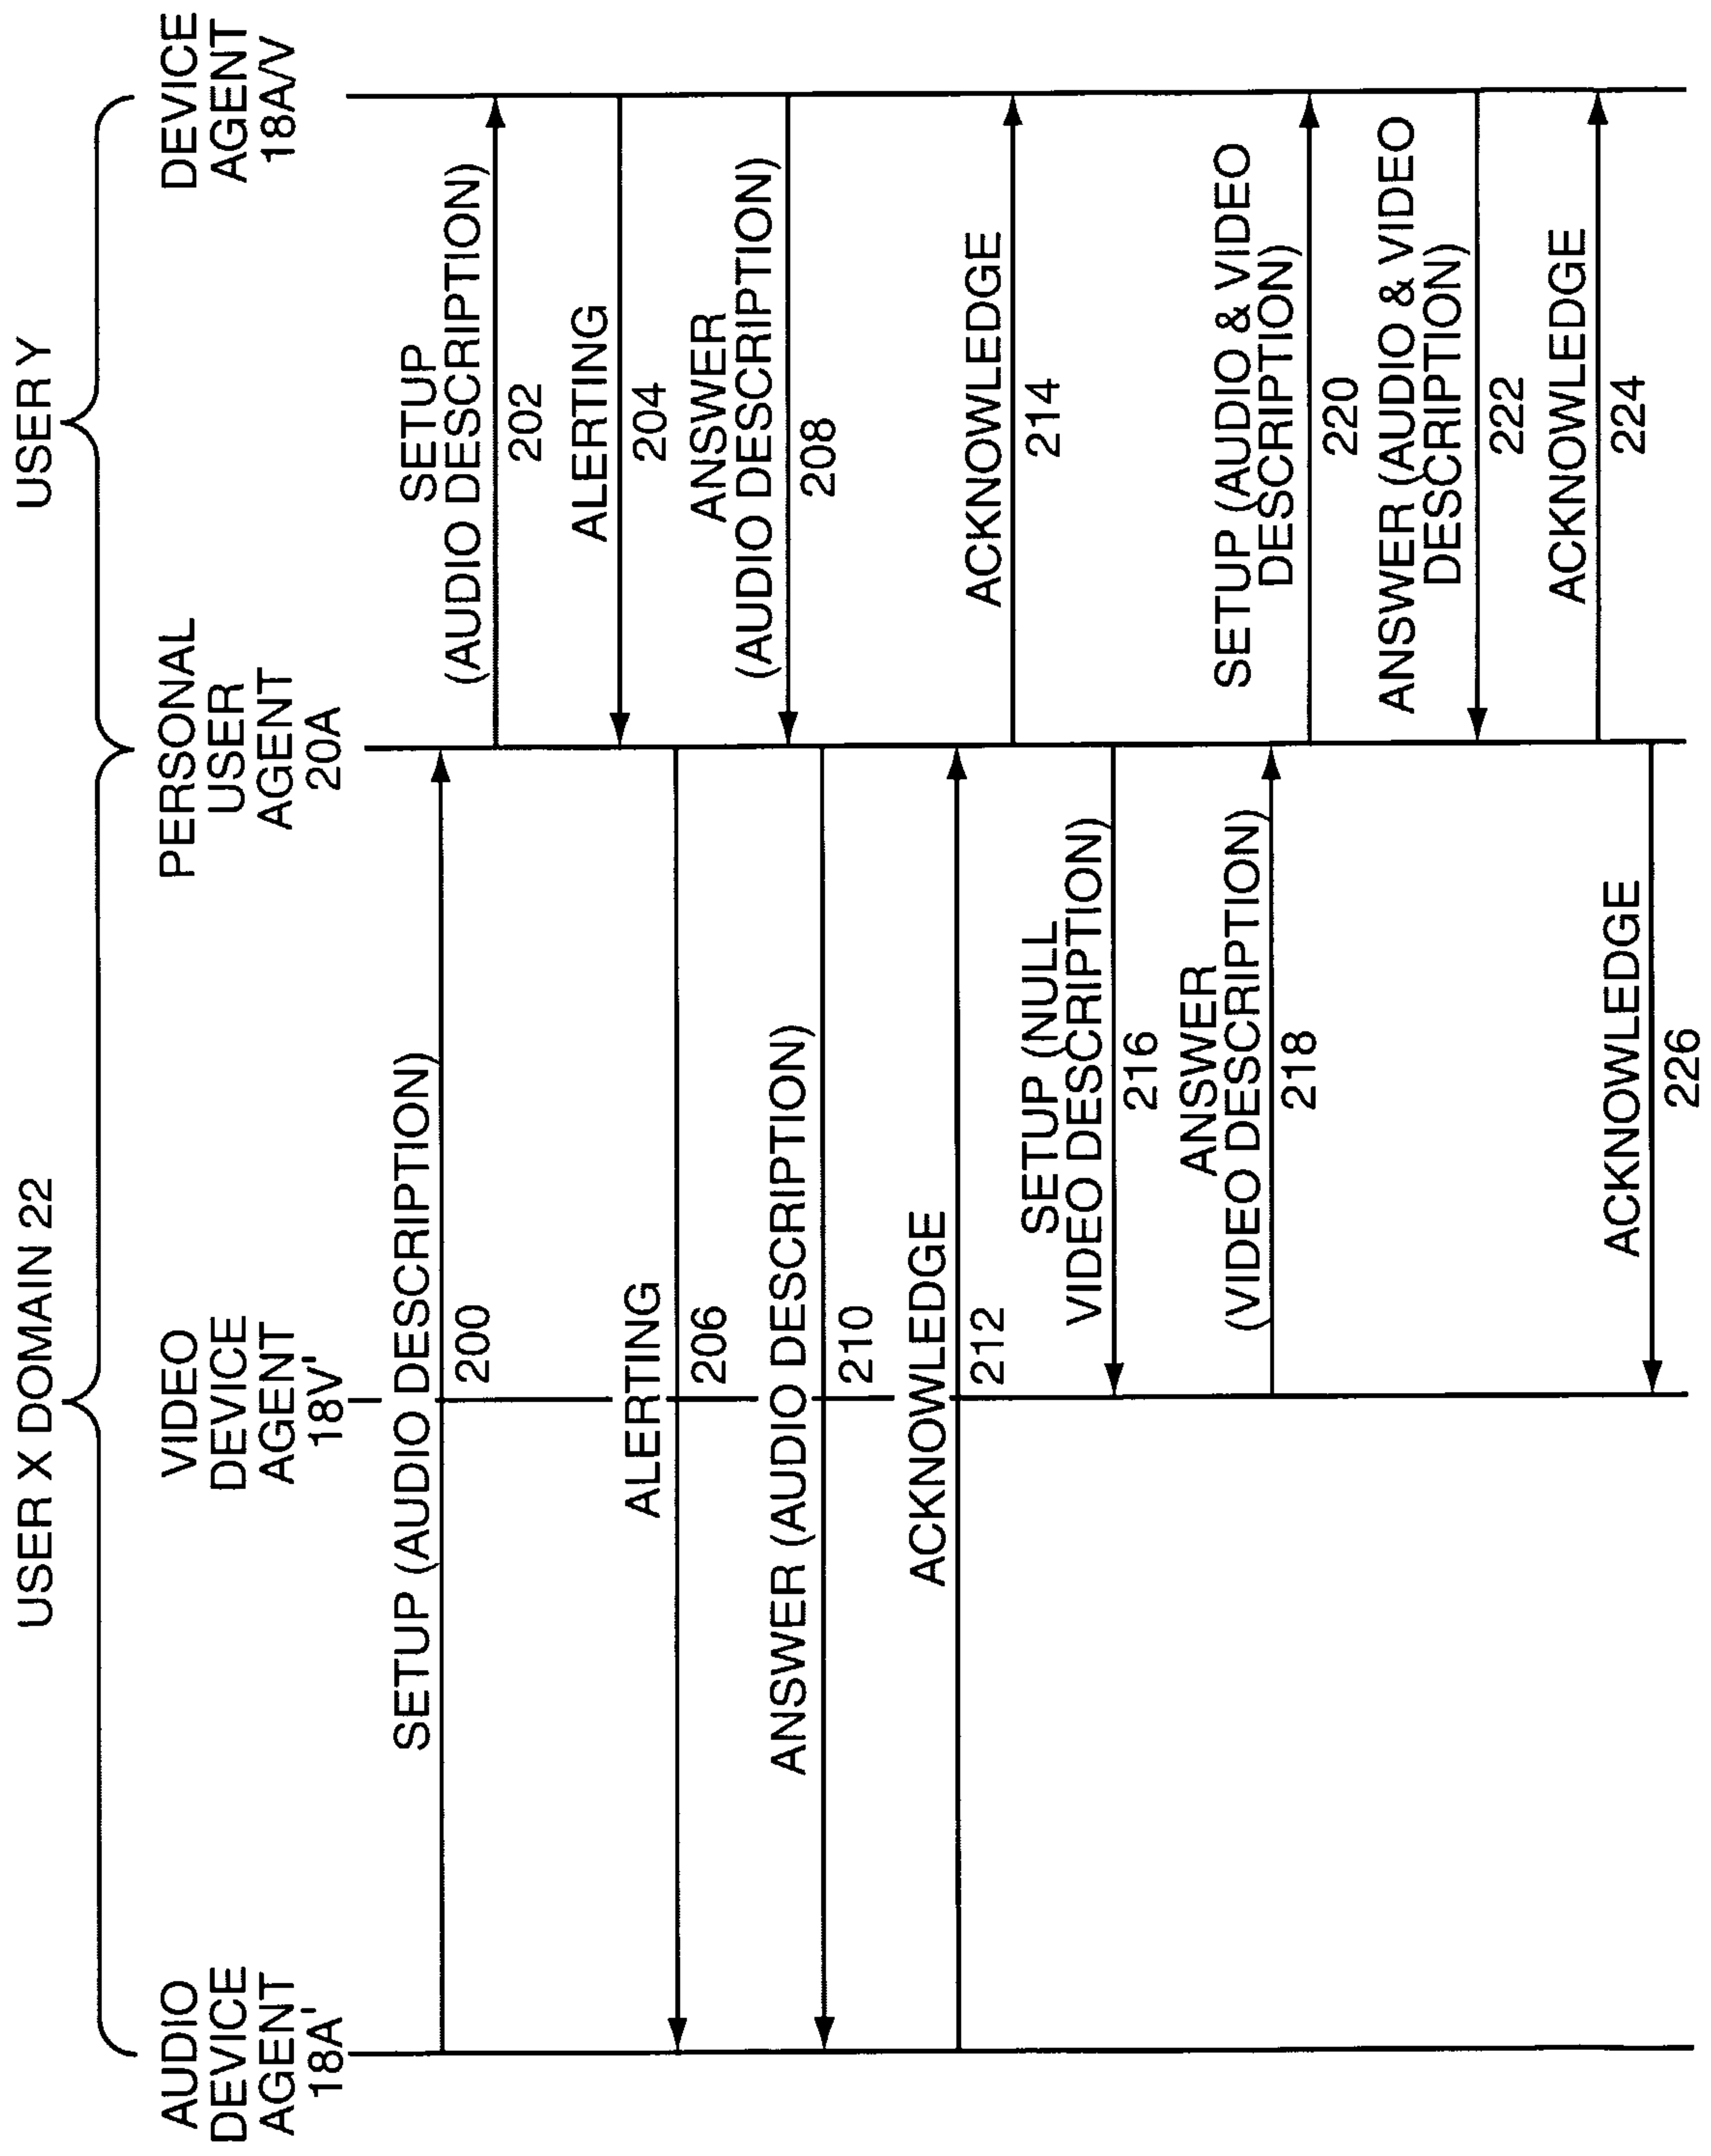 USER X DOMAIN 22
USER Y
AUDIO
DEVICE
AGENT
18A'
VIDEO
DEVICE
AGENT
18V'
PERSONAL
USER
AGENT
20A
DEVICE
AGENT
18A/V
SETUP (AUDIO DESCRIPTION)
200
SETUP
(AUDIO DESCRIPTION)
202
ALERTING
204
ALERTING
206
ANSWER
(AUDIO DESCRIPTION)
208
ANSWER (AUDIO DESCRIPTION)
210
ACKNOWLEDGE
212
ACKNOWLEDGE
214
SETUP (NULL
VIDEO DESCRIPTION)
216
ANSWER
(VIDEO DESCRIPTION)
218
SETUP (AUDIO & VIDEO
DESCRIPTION)
220
ANSWER (AUDIO & VIDEO
DESCRIPTION)
222
ACKNOWLEDGE
224
ACKNOWLEDGE
226